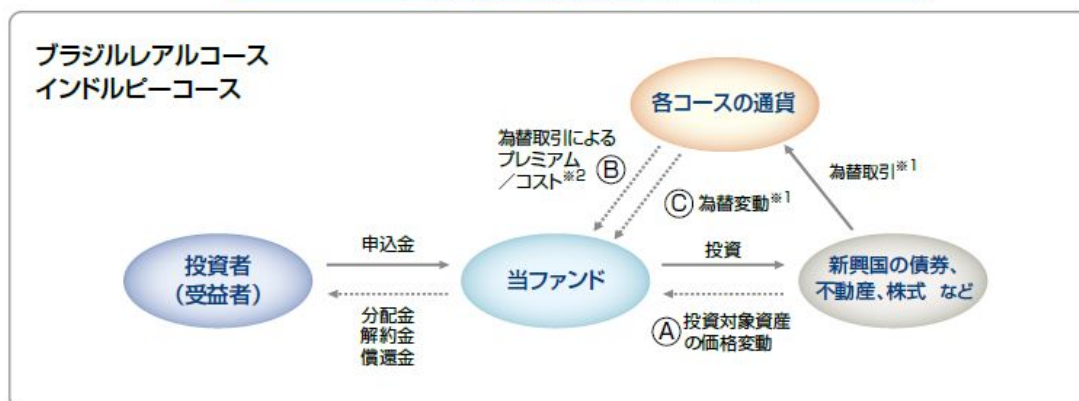 ブラジルレアルコース
インドルピーコース
各コースの通貨
為替取引による
プレミアム
／コスト※2
Ⓑ
Ⓒ 為替変動※1
為替取引※1
投資者
（受益者）
申込金
分配金
解約金
償還金
当ファンド
投資
Ⓐ 投資対象資産
の価格変動
新興国の債券、
不動産、株式 など